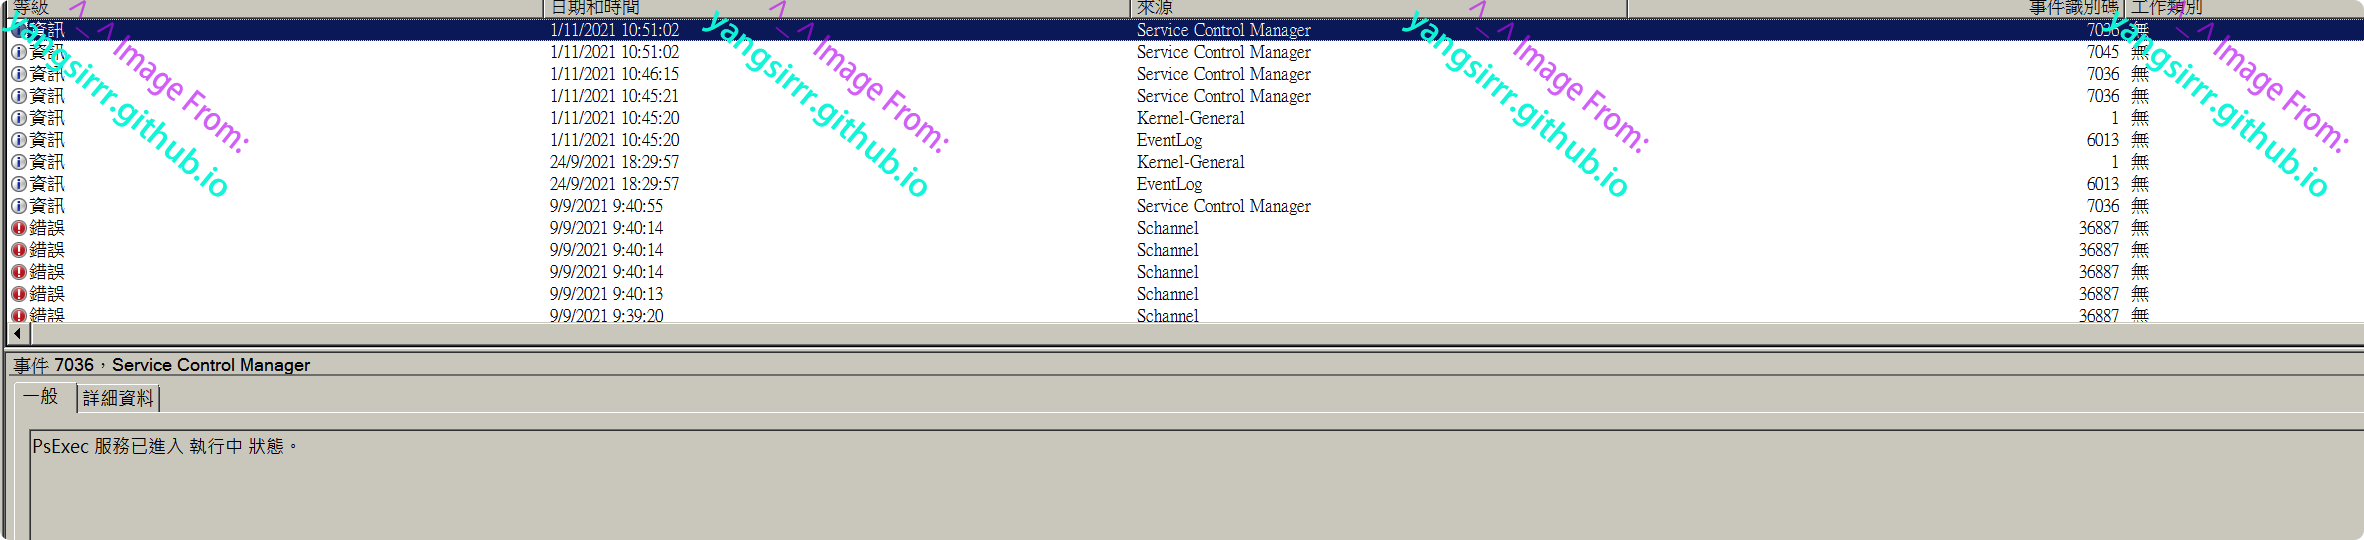 等級 日期和時間 來源 事件識別碼 工作類別
資訊 1/11/2021 10:51:02 Service Control Manager 7036 無
資訊 1/11/2021 10:51:02 Service Control Manager 7045 無
資訊 1/11/2021 10:46:15 Service Control Manager 7036 無
資訊 1/11/2021 10:45:21 Service Control Manager 7036 無
資訊 1/11/2021 10:45:20 Kernel-General 1 無
資訊 1/11/2021 10:45:20 EventLog 6013 無
資訊 24/9/2021 18:29:57 Kernel-General 1 無
資訊 24/9/2021 18:29:57 EventLog 6013 無
資訊 9/9/2021 9:40:55 Service Control Manager 7036 無
錯誤 9/9/2021 9:40:14 Schannel 36887 無
錯誤 9/9/2021 9:40:14 Schannel 36887 無
錯誤 9/9/2021 9:40:14 Schannel 36887 無
錯誤 9/9/2021 9:40:13 Schannel 36887 無
錯誤 9/9/2021 9:39:20 Schannel 36887 無
事件 7036，Service Control Manager
一般 詳細資料
PsExec 服務已進入 執行中 狀態。
^_^ Image From:
yangsirrr.github.io
^_^ Image From:
yangsirrr.github.io
^_^ Image From:
yangsirrr.github.io
^_^ Image From:
yangsirrr.github.io